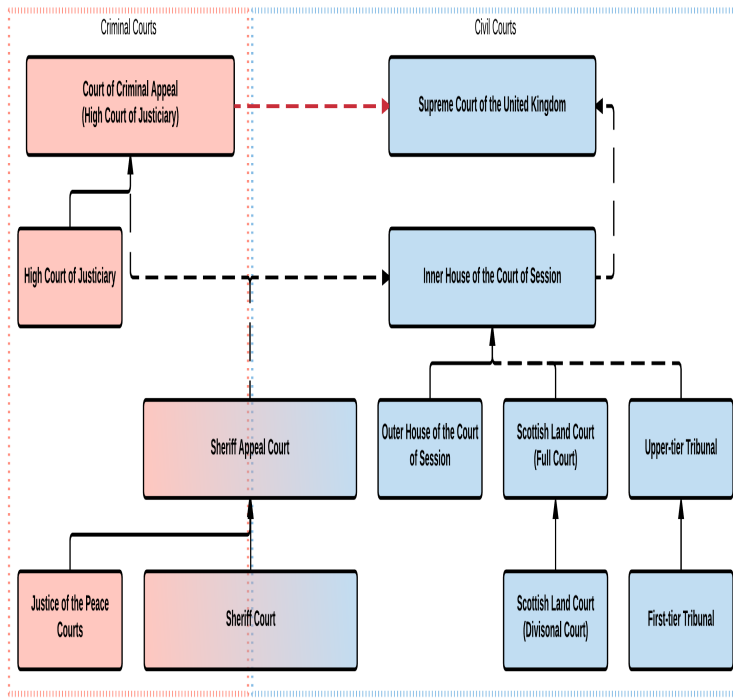 Criminal Courts
Civil Courts
Court of Criminal Appeal
(High Court of Justiciary)
Supreme Court of the United Kingdom
High Court of Justiciary
Inner House of the Court of Session
Sheriff Appeal Court
Outer House of the Court
of Session
Scottish Land Court
(Full Court)
Upper-tier Tribunal
Justice of the Peace
Courts
Sheriff Court
Scottish Land Court
(Divisonal Court)
First-tier Tribunal